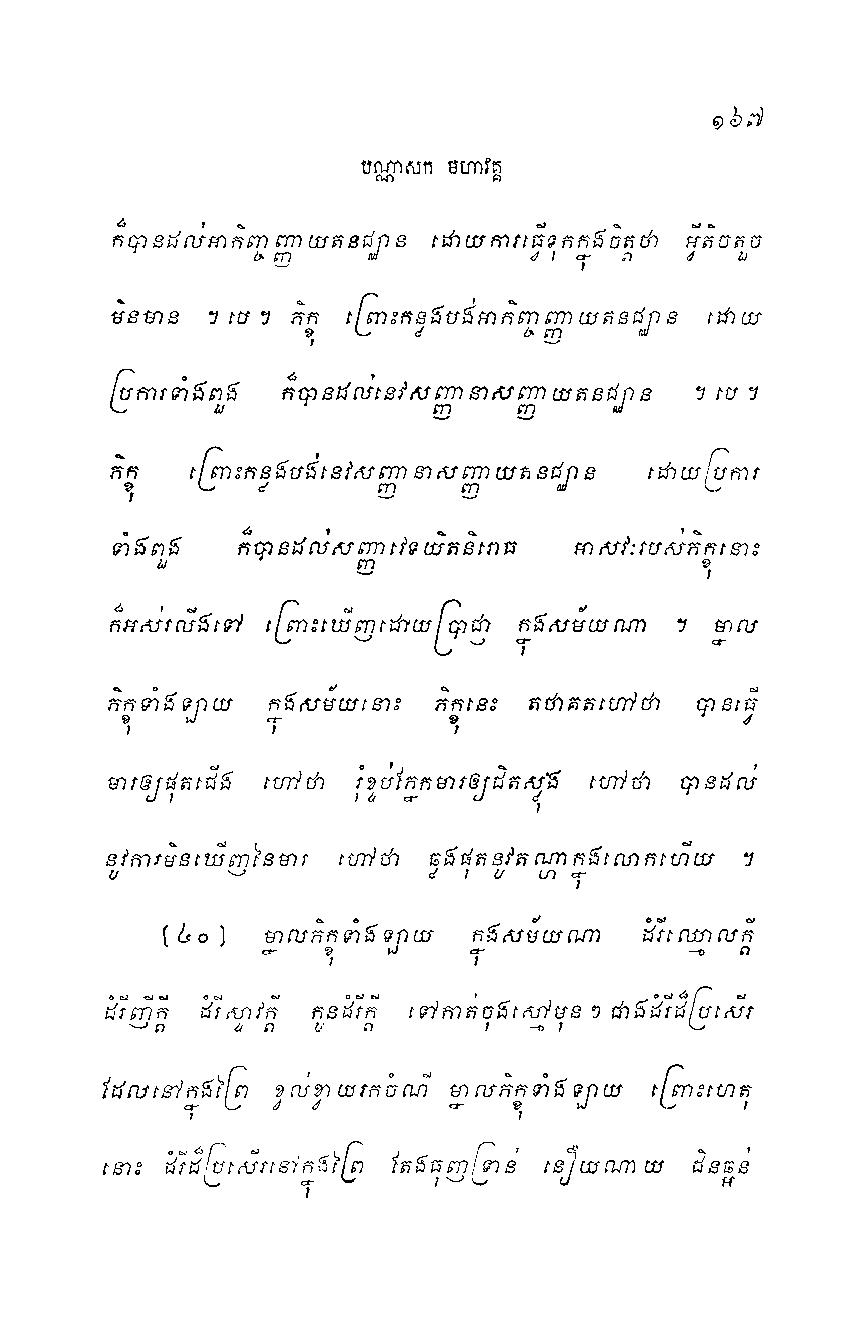 ១៦៧
បណ្ណាសក មហាវគ្គ
ក៏បានដល់អាកិញ្ចញ្ញាយតនជ្ឈាន ដោយការធ្វើទុកក្នុងចិត្តថា អ្វីតិចតួច
មិនមាន ។ បេ ។ ភិក្ខុ ព្រោះកន្លងបង់អាកិញ្ចញ្ញាយតនជ្ឈាន ដោយ
ប្រការទាំងពួង ក៏បានដល់នេវសញ្ញានាសញ្ញាយតនជ្ឈាន ។ បេ ។
ភិក្ខុ ព្រោះកន្លងបង់នេវសញ្ញានាសញ្ញាយតនជ្ឈាន ដោយប្រការ
ទាំងពួង ក៏បានដល់សញ្ញាវេទយិតនិរោធ អាសវៈរបស់ភិក្ខុនោះ
ក៏អស់រលីងទៅ ព្រោះឃើញដោយប្រាជ្ញា ក្នុងសម័យណា ។ ម្នាល
ភិក្ខុទាំងឡាយ ក្នុងសម័យនោះ ភិក្ខុនេះ តថាគតហៅថា បានធ្វើ
មារឲ្យផុតជើង ហៅថា រុំខ្ទប់ភ្នែកមារឲ្យជិតស្លុង ហៅថា បានដល់
នូវការមិនឃើញនៃមារ ហៅថា ឆ្លងផុតនូវតណ្ហាក្នុងលោកហើយ ។
(៤០) ម្នាលភិក្ខុទាំងឡាយ ក្នុងសម័យណា ដំរីឈ្មោលក្តី
ដំរីញីក្តី ដំរីស្ទាវក្តី កូនដំរីក្តី ទៅកាត់ចុងស្មៅមុនៗ ជាងដំរីដ៏ប្រសើរ
ដែលនៅក្នុងព្រៃ ខ្វល់ខ្វាយរកចំណី ម្នាលភិក្ខុទាំងឡាយ ព្រោះហេតុ
នោះ ដំរីដ៏ប្រសើរនៅក្នុងព្រៃ តែងធុញទ្រាន់ នឿយណាយ ជិនឆ្អន់